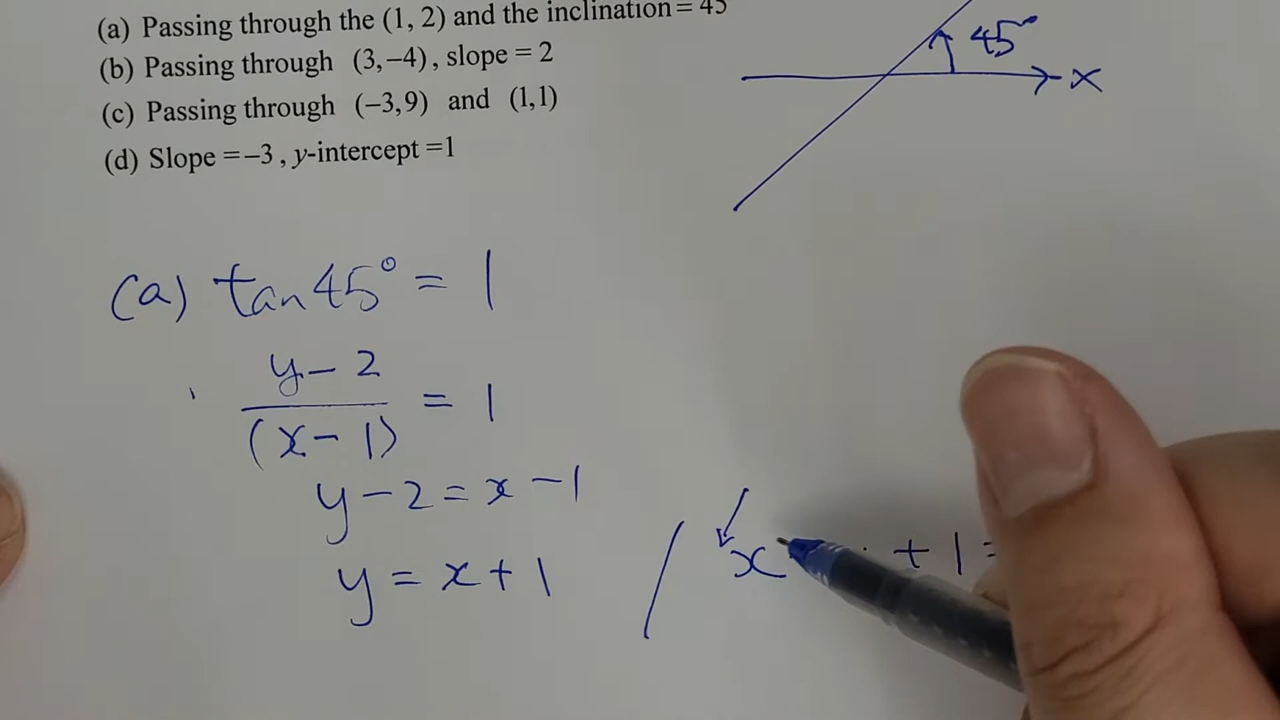 (a) Passing through the (1, 2) and the inclination = 45
(b) Passing through (3,−4), slope = 2
(c) Passing through (−3,9) and (1,1)
(d) Slope =−3 , y-intercept =1
45°
x
(a) tan 45° = 1
y − 2
(x − 1)
= 1
y − 2 = x − 1
y = x + 1 / x + 1 =